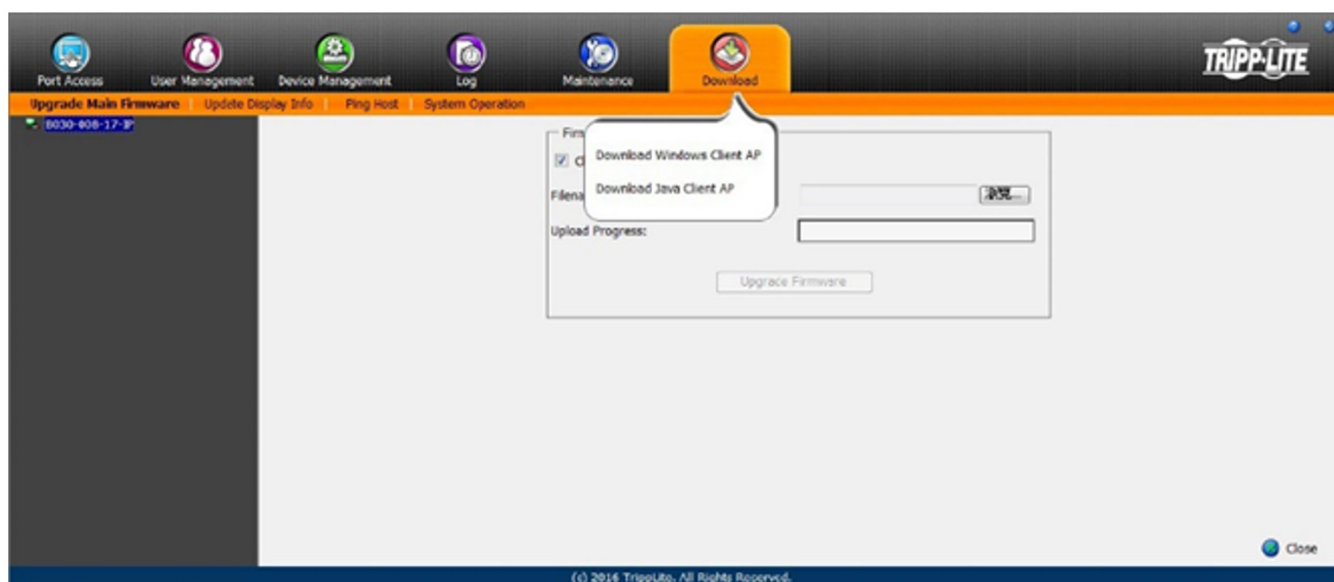 Port Access User Management Device Management Log Maintenance Download
TRIPP·LITE
Upgrade Main Firmware | Update Display Info | Ping Host | System Operation
B030-008-17-IP
Firm
C
Download Windows Client AP
Filena
Download Java Client AP
Upload Progress:
Upgrade Firmware
Close
(c) 2016 TrippLite. All Rights Reserved.